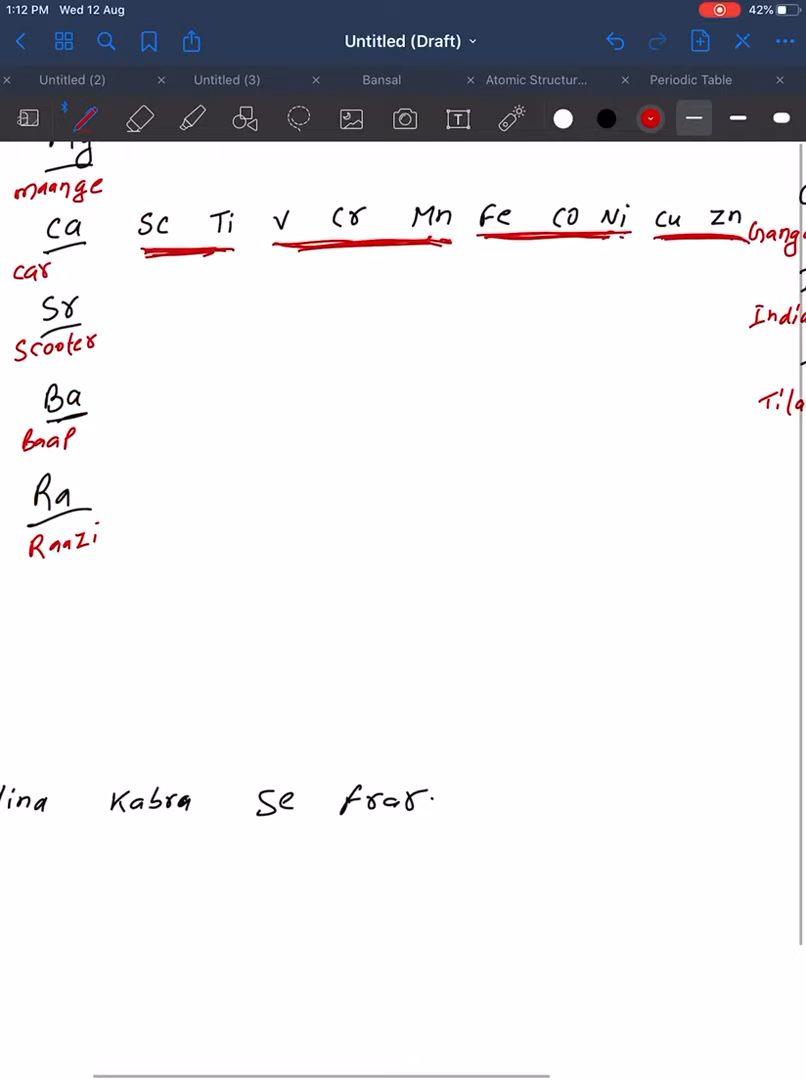 1:12 PM Wed 12 Aug 42%
Untitled (Draft)
Untitled (2) Untitled (3) Bansal Atomic Structur... Periodic Table
T
maange
Ca Sc Ti V Cr Mn Fe CO Ni Cu Zn
car
Sr
Scooter
Ba
Baap
Ra
Raazi
Kabra Se frar.